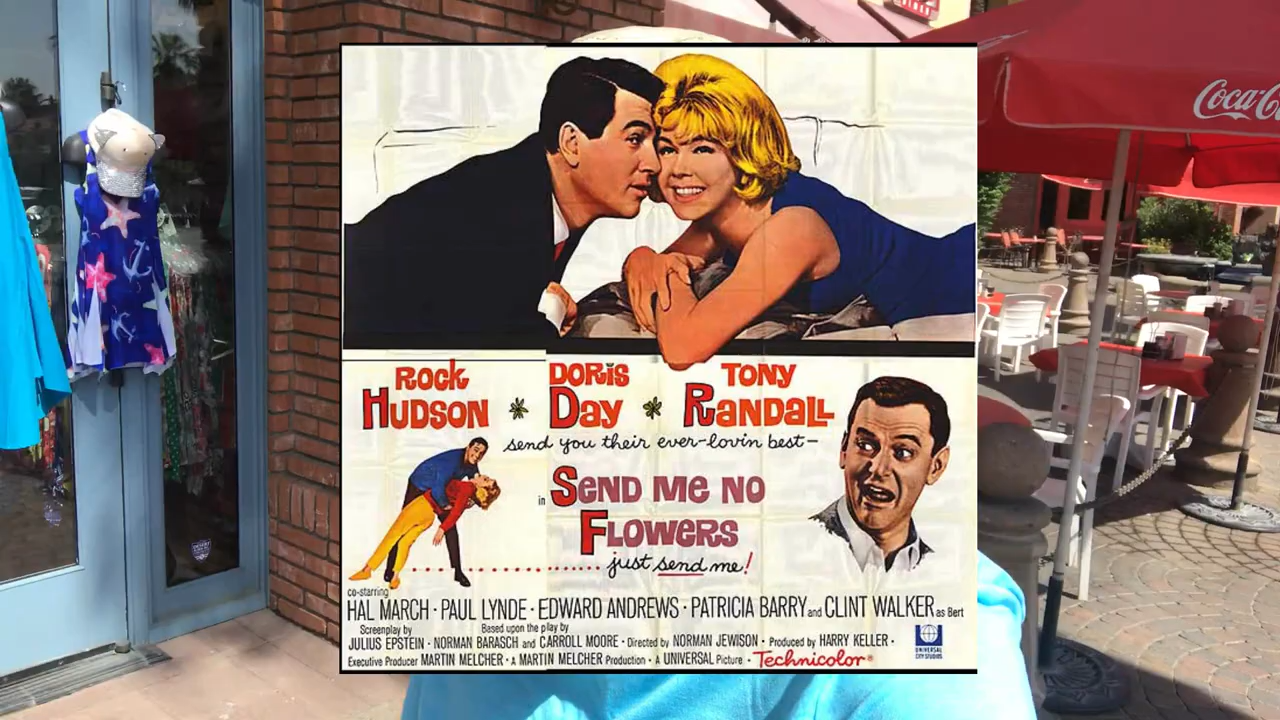 Coca-C
ROCK HUDSON * DORIS DAY * TONY RANDALL
send you their ever-lovin best—
in SEND ME NO
FLOWERS
just send me!
co-starring
HAL MARCH · PAUL LYNDE · EDWARD ANDREWS · PATRICIA BARRY and CLINT WALKER as Bert
Screenplay by Based upon the play by
JULIUS EPSTEIN · NORMAN BARASCH and CARROLL MOORE · Directed by NORMAN JEWISON · Produced by HARRY KELLER ·
Executive Producer MARTIN MELCHER · A MARTIN MELCHER Production · A UNIVERSAL Picture · Technicolor®
UNIVERSAL
CITY STUDIOS